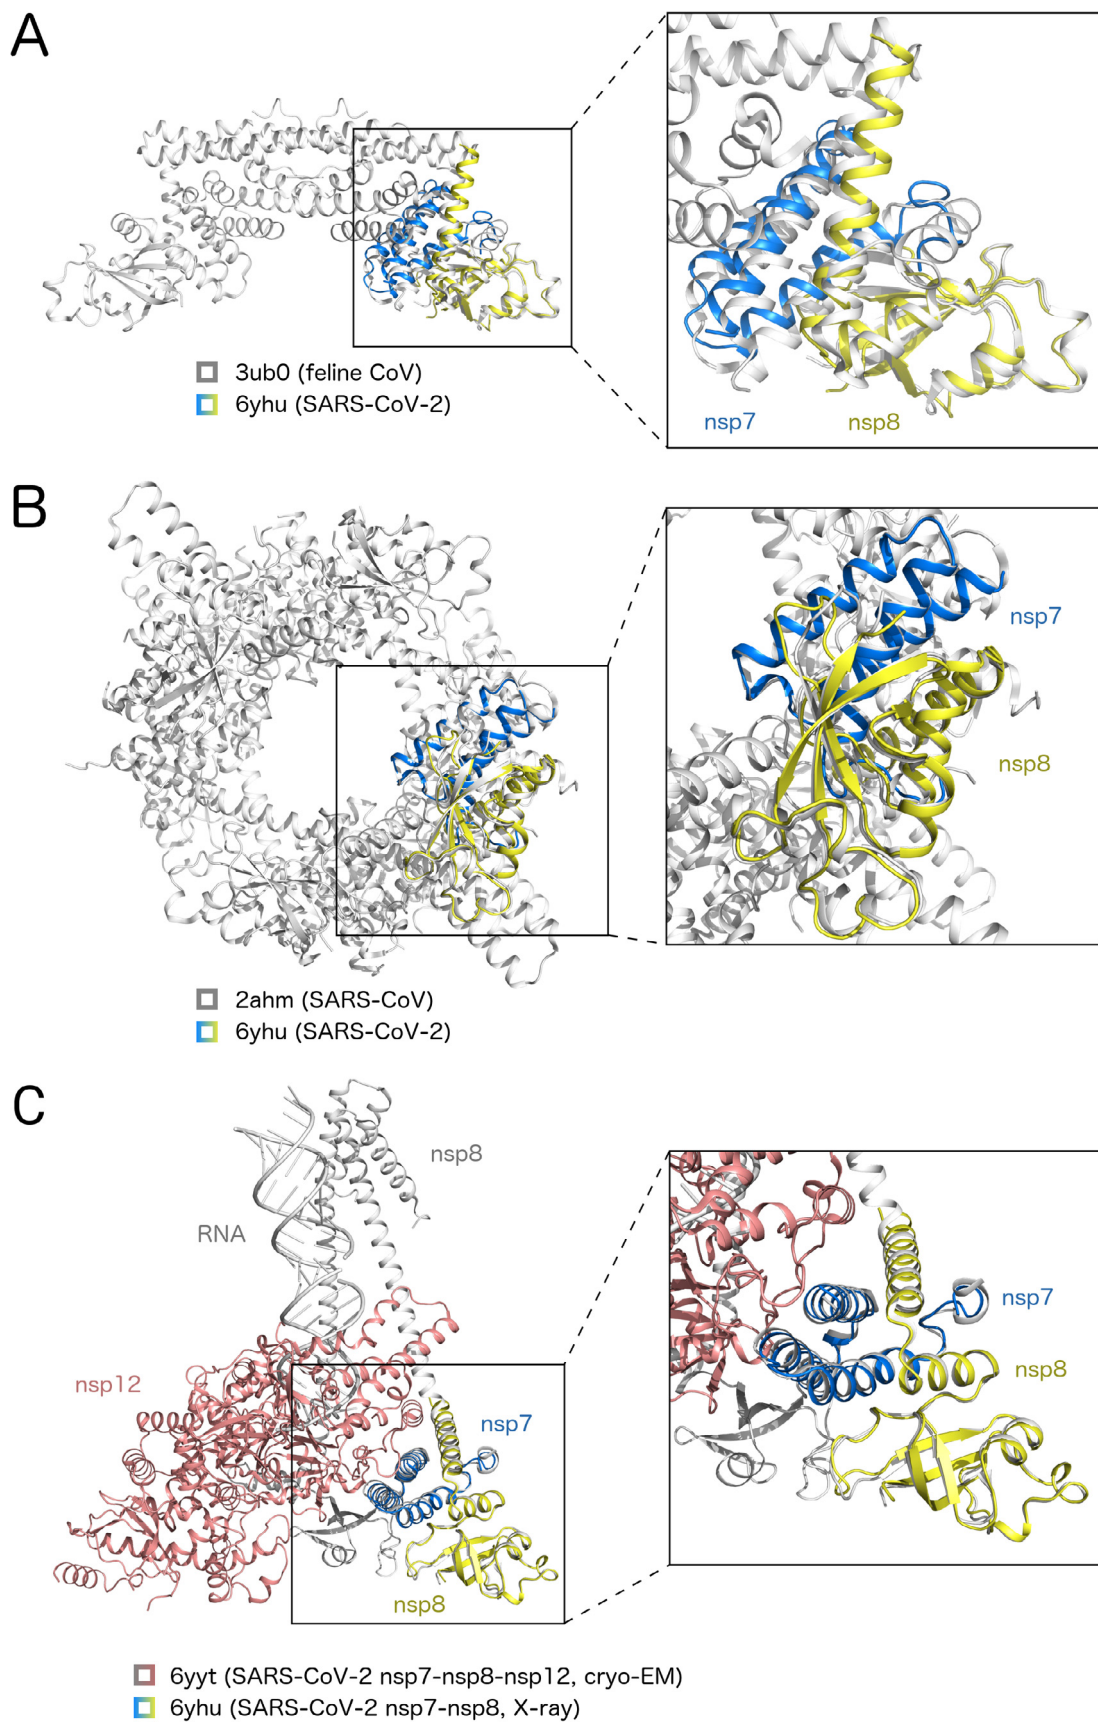 A
3ub0 (feline CoV)
6yhu (SARS-CoV-2)
nsp7
nsp8
B
nsp7
nsp8
2ahm (SARS-CoV)
6yhu (SARS-CoV-2)
C
nsp8
RNA
nsp12
nsp7
nsp8
nsp7
nsp8
6yyt (SARS-CoV-2 nsp7-nsp8-nsp12, cryo-EM)
6yhu (SARS-CoV-2 nsp7-nsp8, X-ray)